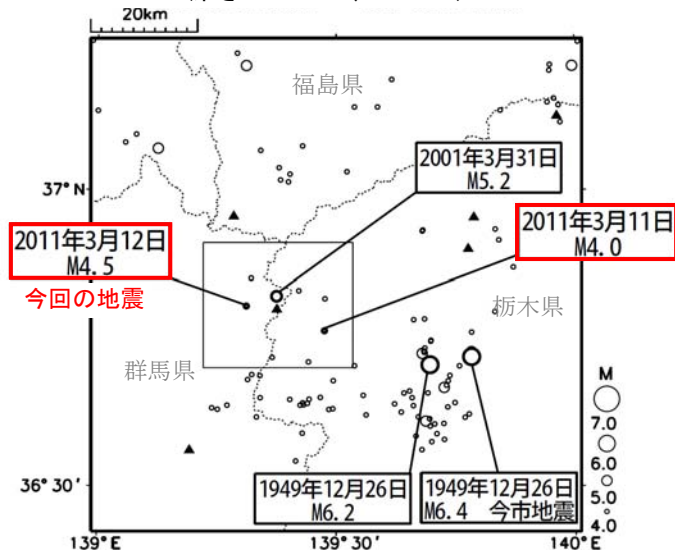 20km
福島県
2001年3月31日
M5.2
37°N
2011年3月12日
M4.5
今回の地震
2011年3月11日
M4.0
栃木県
群馬県
M
7.0
6.0
5.0
4.0
1949年12月26日
M6.2
1949年12月26日
M6.4 今市地震
36°30′
139°E
139°30′
140°E